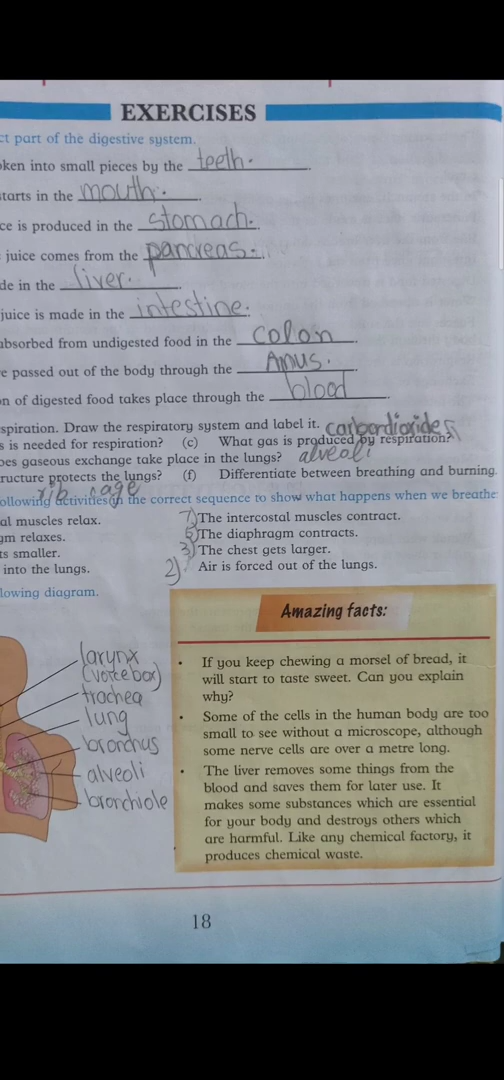 EXERCISES
ct part of the digestive system.
oken into small pieces by the teeth.
starts in the mouth.
ce is produced in the stomach.
juice comes from the pancreas.
de in the liver.
juice is made in the intestine.
absorbed from undigested food in the colon
e passed out of the body through the Anus.
on of digested food takes place through the blood
spiration. Draw the respiratory system and label it. carbondioxide
s is needed for respiration? (c) What gas is produced by respiration?
oes gaseous exchange take place in the lungs? alveoli
ructure protects the lungs? (f) Differentiate between breathing and burning.
rib cage
ollowing activities in the correct sequence to show what happens when we breathe
al muscles relax. 7) The intercostal muscles contract.
gm relaxes. 5) The diaphragm contracts.
ts smaller. 3) The chest gets larger.
into the lungs. 2) Air is forced out of the lungs.
lowing diagram.
Amazing facts:
larynx
(voice box)
trachea
lung
bronchus
alveoli
bronchiole
• If you keep chewing a morsel of bread, it
will start to taste sweet. Can you explain
why?
• Some of the cells in the human body are too
small to see without a microscope, although
some nerve cells are over a metre long.
• The liver removes some things from the
blood and saves them for later use. It
makes some substances which are essential
for your body and destroys others which
are harmful. Like any chemical factory, it
produces chemical waste.
18